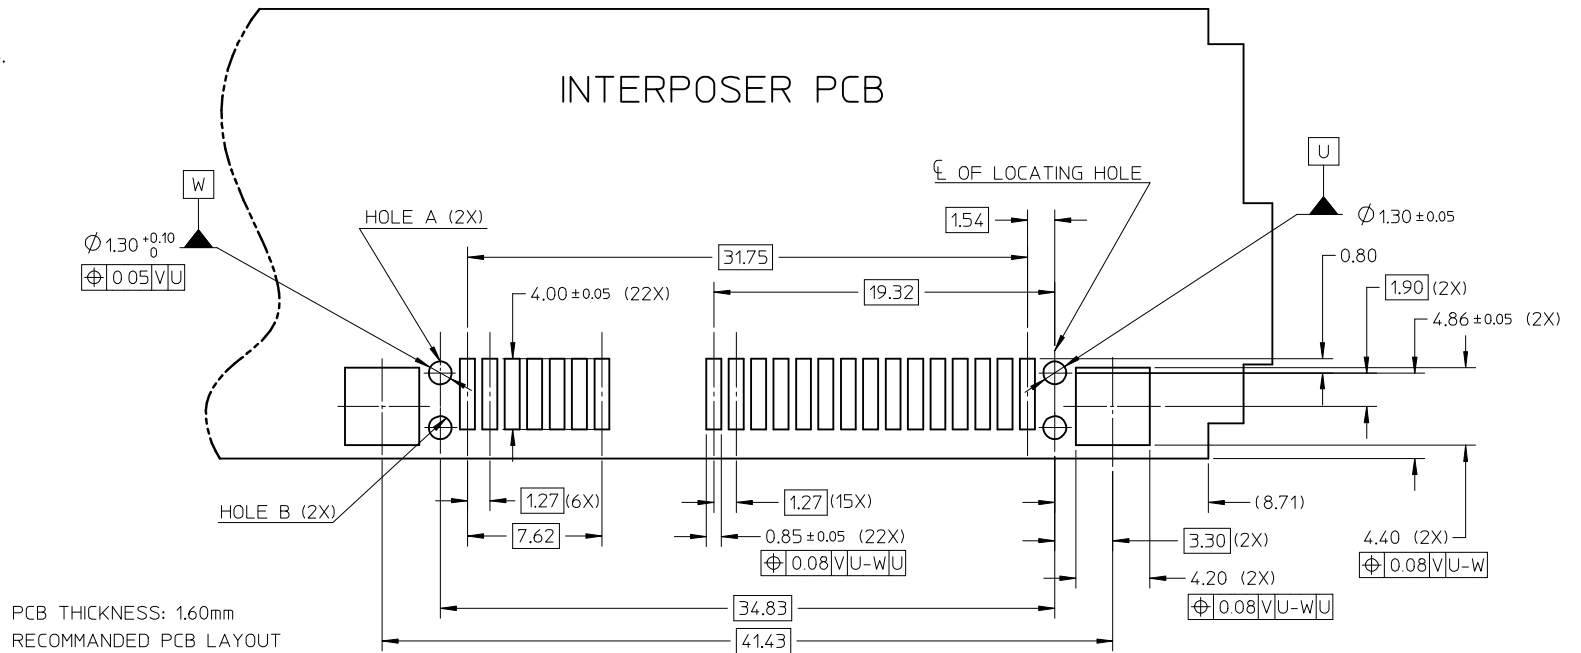 INTERPOSER PCB
U
℄ OF LOCATING HOLE
W
HOLE A (2X)
1.54
∅ 1.30 ±0.05
∅ 1.30 +0.10 0
⌖ 0 05 V U
31.75
0.80
4.00 ±0.05 (22X)
19.32
1.90 (2X)
4.86 ±0.05 (2X)
1.27 (6X)
1.27 (15X)
(8.71)
HOLE B (2X)
7.62
0.85 ±0.05 (22X)
3.30 (2X)
4.40 (2X)
⌖ 0.08 V U-W U
⌖ 0.08 V U-W
4.20 (2X)
⌖ 0.08 V U-W U
PCB THICKNESS: 1.60mm
34.83
RECOMMANDED PCB LAYOUT
41.43